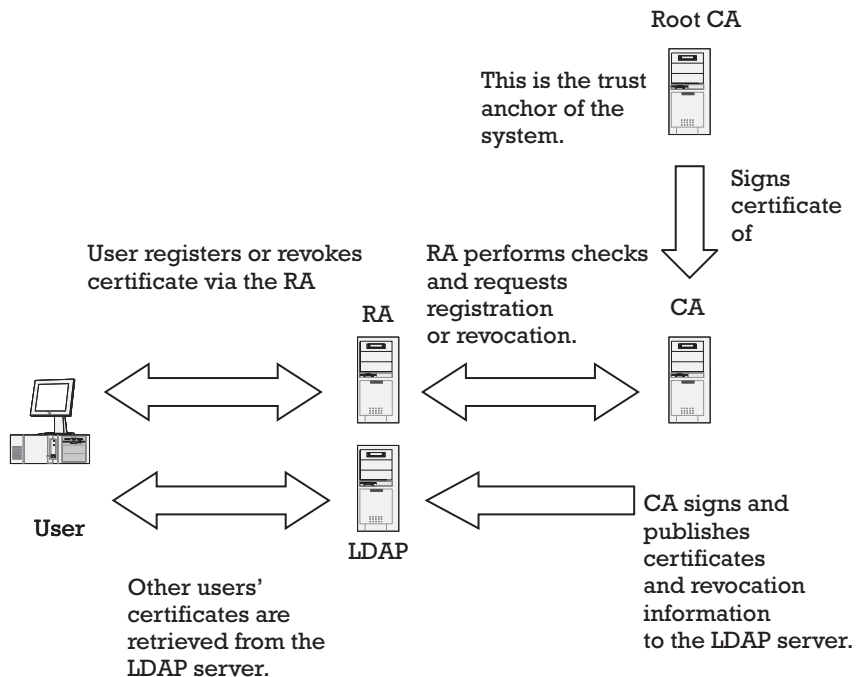 Root CA
This is the trust
anchor of the
system.
Signs
certificate
of
User registers or revokes
certificate via the RA
RA performs checks
and requests
registration
or revocation.
RA
CA
User
LDAP
CA signs and
publishes
certificates
and revocation
information
to the LDAP server.
Other users’
certificates are
retrieved from the
LDAP server.